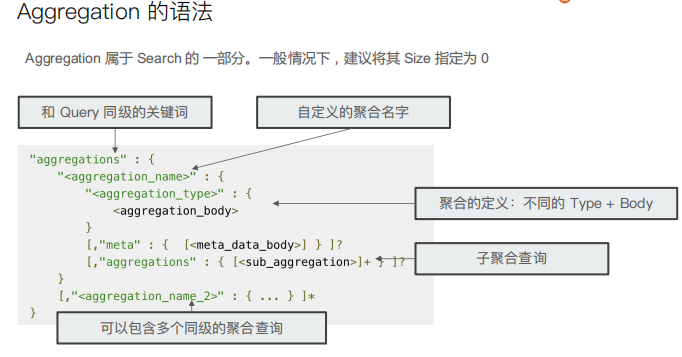 Aggregation 的语法
Aggregation 属于 Search 的 一部分。一般情况下，建议将其 Size 指定为 0
和 Query 同级的关键词
自定义的聚合名字
"aggregations" : {
"<aggregation_name>" : {
"<aggregation_type>" : {
<aggregation_body>
聚合的定义：不同的 Type + Body
}
[,"meta" : { [<meta_data_body>] } ]?
[,"aggregations" : { [<sub_aggregation>]+ } ]?
子聚合查询
}
[,"<aggregation_name_2>" : { ... } ]*
}
可以包含多个同级的聚合查询